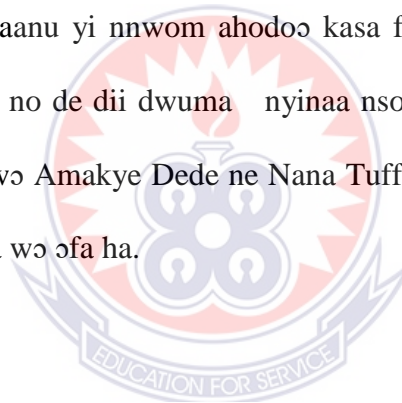 aanu yi nnwom ahodoɔ kasa f
no de dii dwuma nyinaa nso
ɔ Amakye Dede ne Nana Tuff
wɔ ɔfa ha.
EDUCATION FOR SERVICE